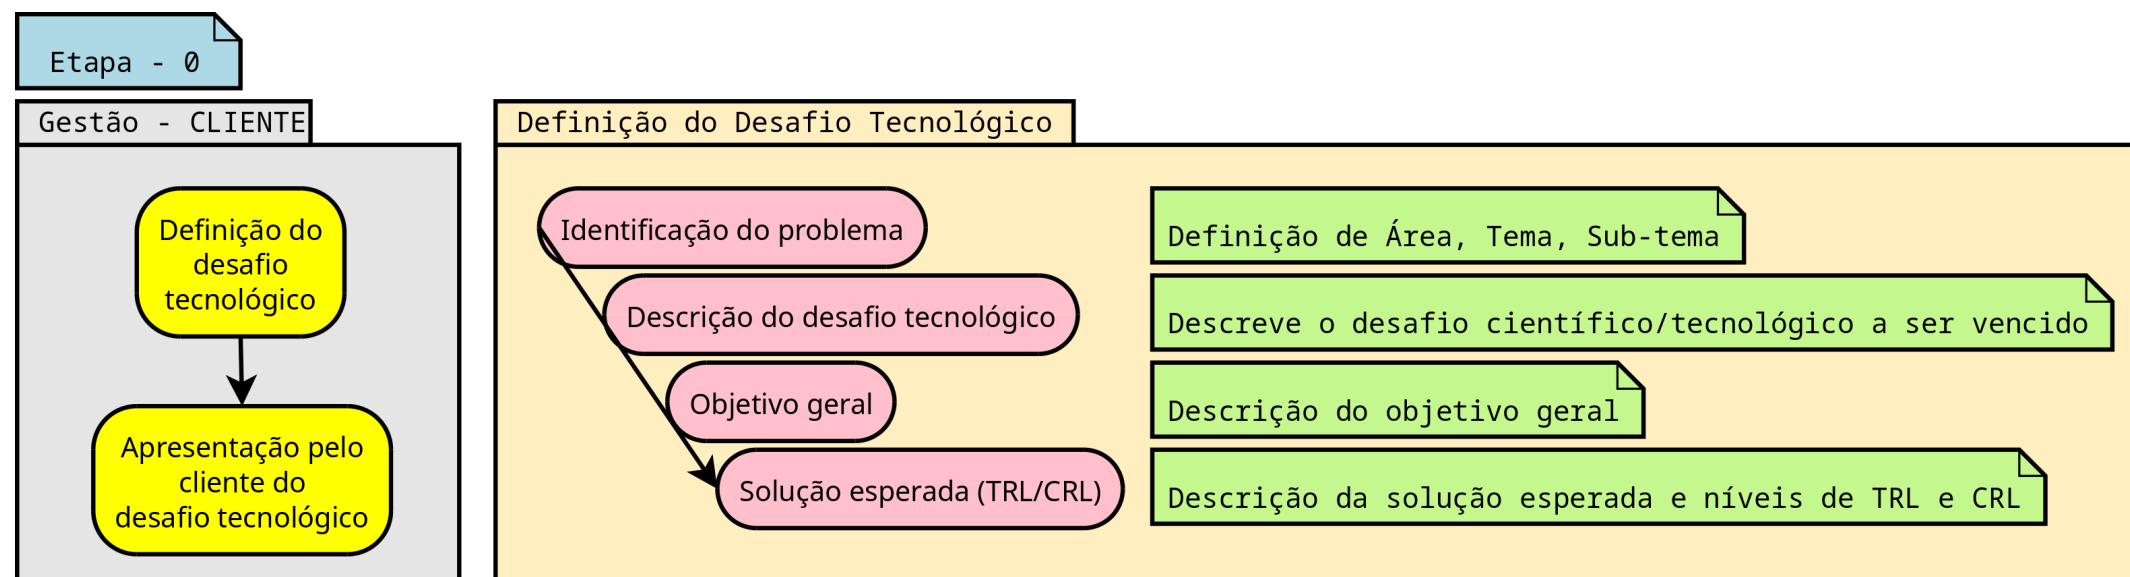 Etapa - 0
Gestão - CLIENTE
Definição do
desafio
tecnológico
Apresentação pelo
cliente do
desafio tecnológico
Definição do Desafio Tecnológico
Identificação do problema
Definição de Área, Tema, Sub-tema
Descrição do desafio tecnológico
Descreve o desafio científico/tecnológico a ser vencido
Objetivo geral
Descrição do objetivo geral
Solução esperada (TRL/CRL)
Descrição da solução esperada e níveis de TRL e CRL